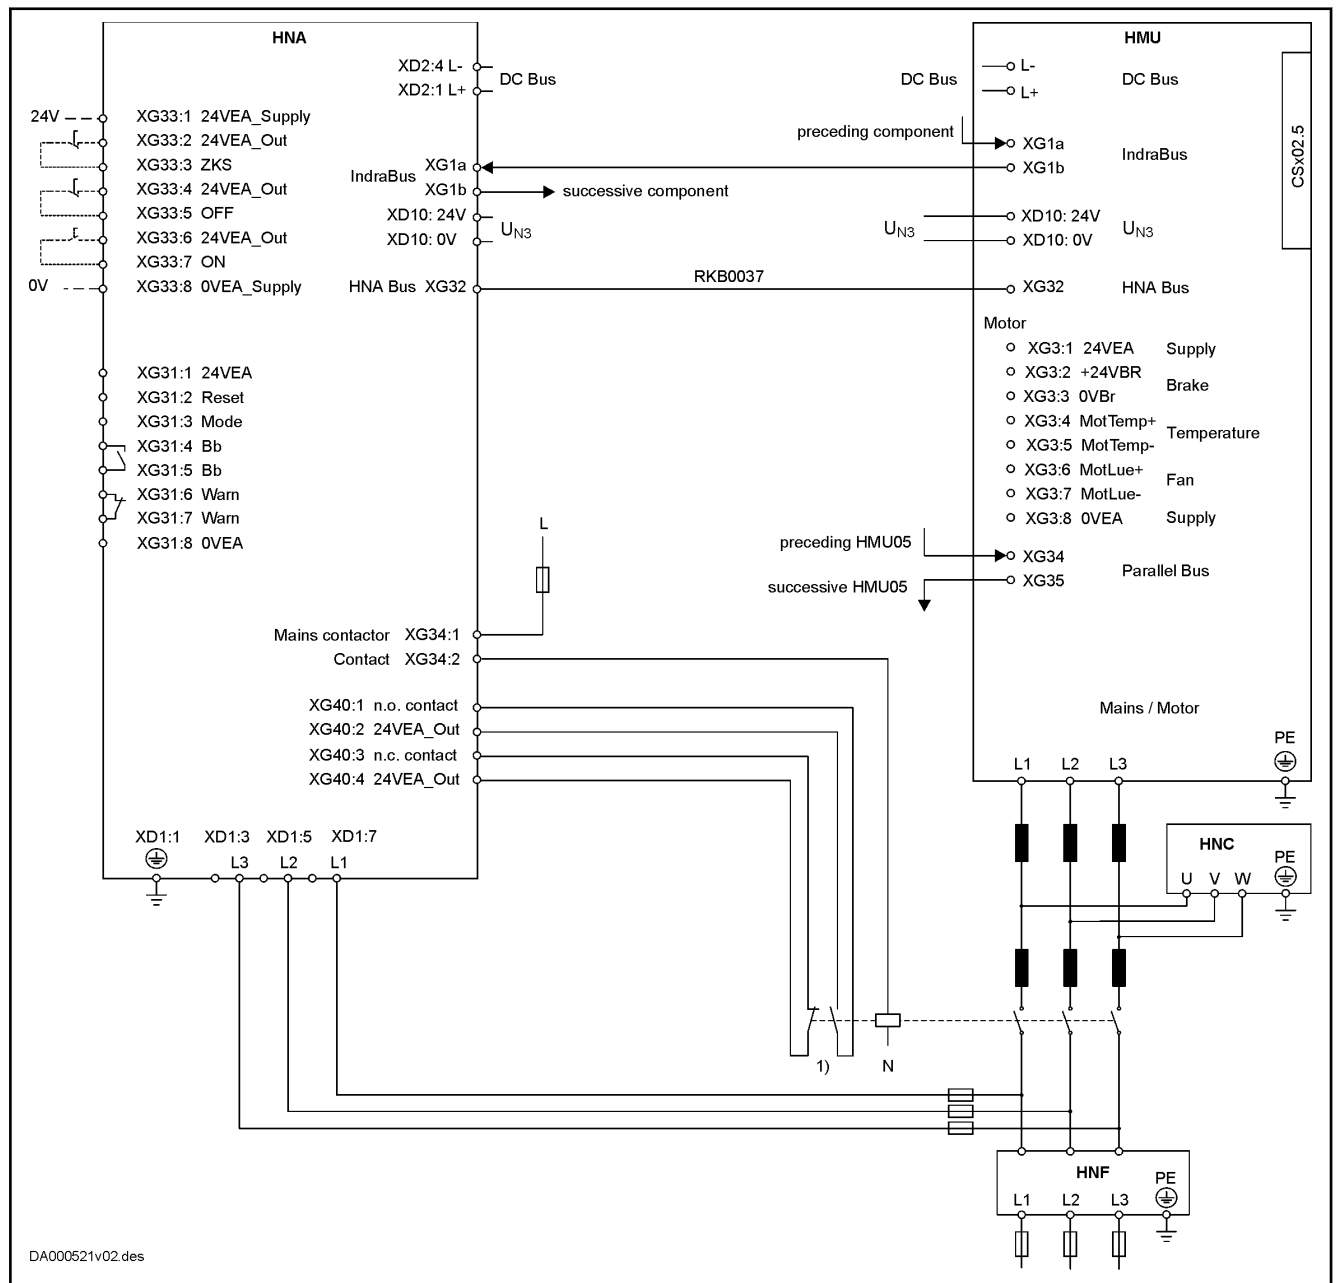 HNA
HMU
XD2:4 L-
XD2:1 L+
DC Bus
DC Bus
L-
L+
DC Bus
CSx02.5
24V
XG33:1 24VEA_Supply
XG33:2 24VEA_Out
XG33:3 ZKS
XG33:4 24VEA_Out
XG33:5 OFF
XG33:6 24VEA_Out
XG33:7 ON
0V
XG33:8 0VEA_Supply
IndraBus
XG1a
XG1b
successive component
preceding component
XG1a
XG1b
IndraBus
XD10: 24V
XD10: 0V
UN3
UN3
XD10: 24V
XD10: 0V
UN3
HNA Bus XG32
RKB0037
XG32
HNA Bus
Motor
XG3:1 24VEA
Supply
XG3:2 +24VBR
XG3:3 0VBr
Brake
XG3:4 MotTemp+
XG3:5 MotTemp-
Temperature
XG3:6 MotLue+
XG3:7 MotLue-
Fan
XG3:8 0VEA
Supply
XG31:1 24VEA
XG31:2 Reset
XG31:3 Mode
XG31:4 Bb
XG31:5 Bb
XG31:6 Warn
XG31:7 Warn
XG31:8 0VEA
L
preceding HMU05
successive HMU05
XG34
XG35
Parallel Bus
Mains contactor XG34:1
Contact XG34:2
XG40:1 n.o. contact
XG40:2 24VEA_Out
XG40:3 n.c. contact
XG40:4 24VEA_Out
Mains / Motor
L1 L2 L3
PE
XD1:1 XD1:3 XD1:5 XD1:7
L3 L2 L1
HNC
PE
U V W
1)
N
HNF
PE
L1 L2 L3
DA000521v02.des